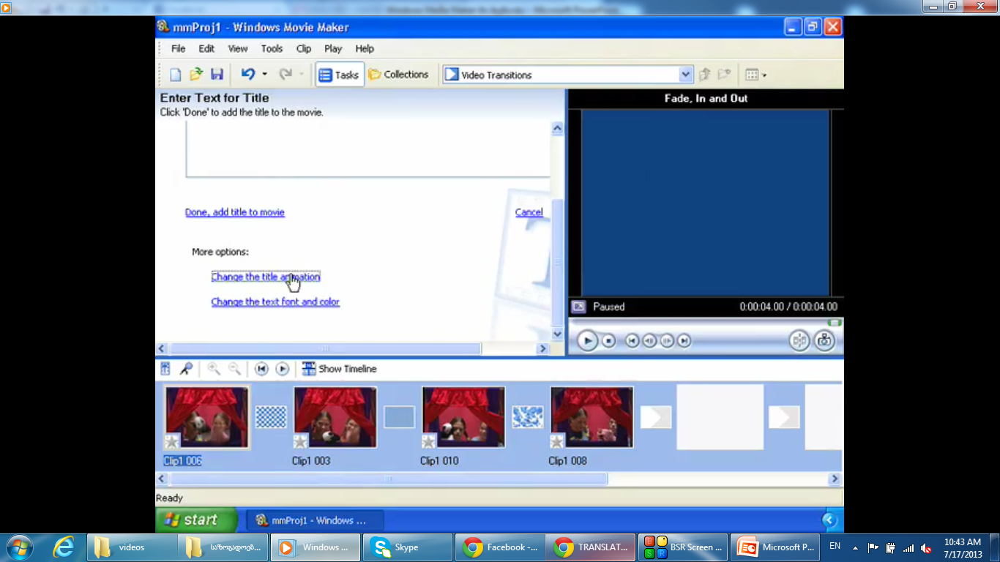 mmProj1 - Windows Movie Maker
File Edit View Tools Clip Play Help
Tasks Collections Video Transitions
Enter Text for Title
Click 'Done' to add the title to the movie.
Fade, In and Out
Done, add title to movie Cancel
More options:
Change the title animation
Change the text font and color
Paused 0:00:04.00 / 0:00:04.00
Show Timeline
Clip1 006 Clip1 003 Clip1 010 Clip1 008
Ready
start mmProj1 - Windows ...
videos საზოგადოებ... Windows ... Skype Facebook -... TRANSLAT... BSR Screen ... Microsoft P... EN 10:43 AM
7/17/2013